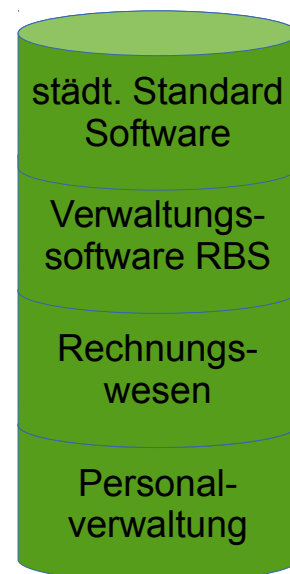 städt. Standard
Software
Verwaltungs-
software RBS
Rechnungs-
wesen
Personal-
verwaltung